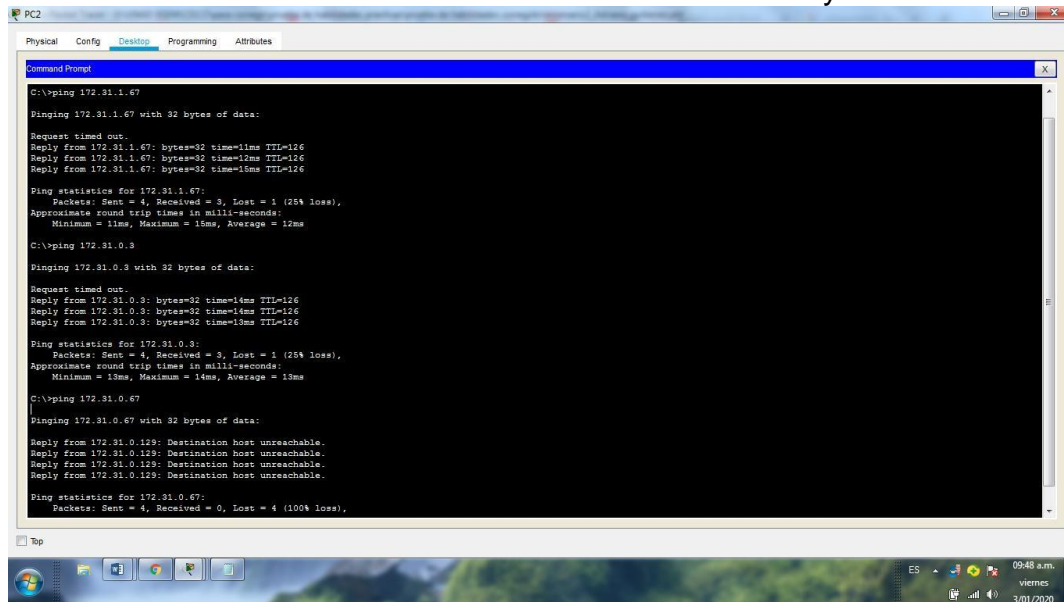 PC2
Physical Config Desktop Programming Attributes
Command Prompt
X
C:\>ping 172.31.1.67
Pinging 172.31.1.67 with 32 bytes of data:
Request timed out.
Reply from 172.31.1.67: bytes=32 time=11ms TTL=126
Reply from 172.31.1.67: bytes=32 time=12ms TTL=126
Reply from 172.31.1.67: bytes=32 time=15ms TTL=126
Ping statistics for 172.31.1.67:
Packets: Sent = 4, Received = 3, Lost = 1 (25% loss),
Approximate round trip times in milli-seconds:
Minimum = 11ms, Maximum = 15ms, Average = 12ms
C:\>ping 172.31.0.3
Pinging 172.31.0.3 with 32 bytes of data:
Request timed out.
Reply from 172.31.0.3: bytes=32 time=14ms TTL=126
Reply from 172.31.0.3: bytes=32 time=14ms TTL=126
Reply from 172.31.0.3: bytes=32 time=13ms TTL=126
Ping statistics for 172.31.0.3:
Packets: Sent = 4, Received = 3, Lost = 1 (25% loss),
Approximate round trip times in milli-seconds:
Minimum = 13ms, Maximum = 14ms, Average = 13ms
C:\>ping 172.31.0.67
Pinging 172.31.0.67 with 32 bytes of data:
Reply from 172.31.0.129: Destination host unreachable.
Reply from 172.31.0.129: Destination host unreachable.
Reply from 172.31.0.129: Destination host unreachable.
Reply from 172.31.0.129: Destination host unreachable.
Ping statistics for 172.31.0.67:
Packets: Sent = 4, Received = 0, Lost = 4 (100% loss),
Top
ES
09:48 a.m.
viernes
3/01/2020